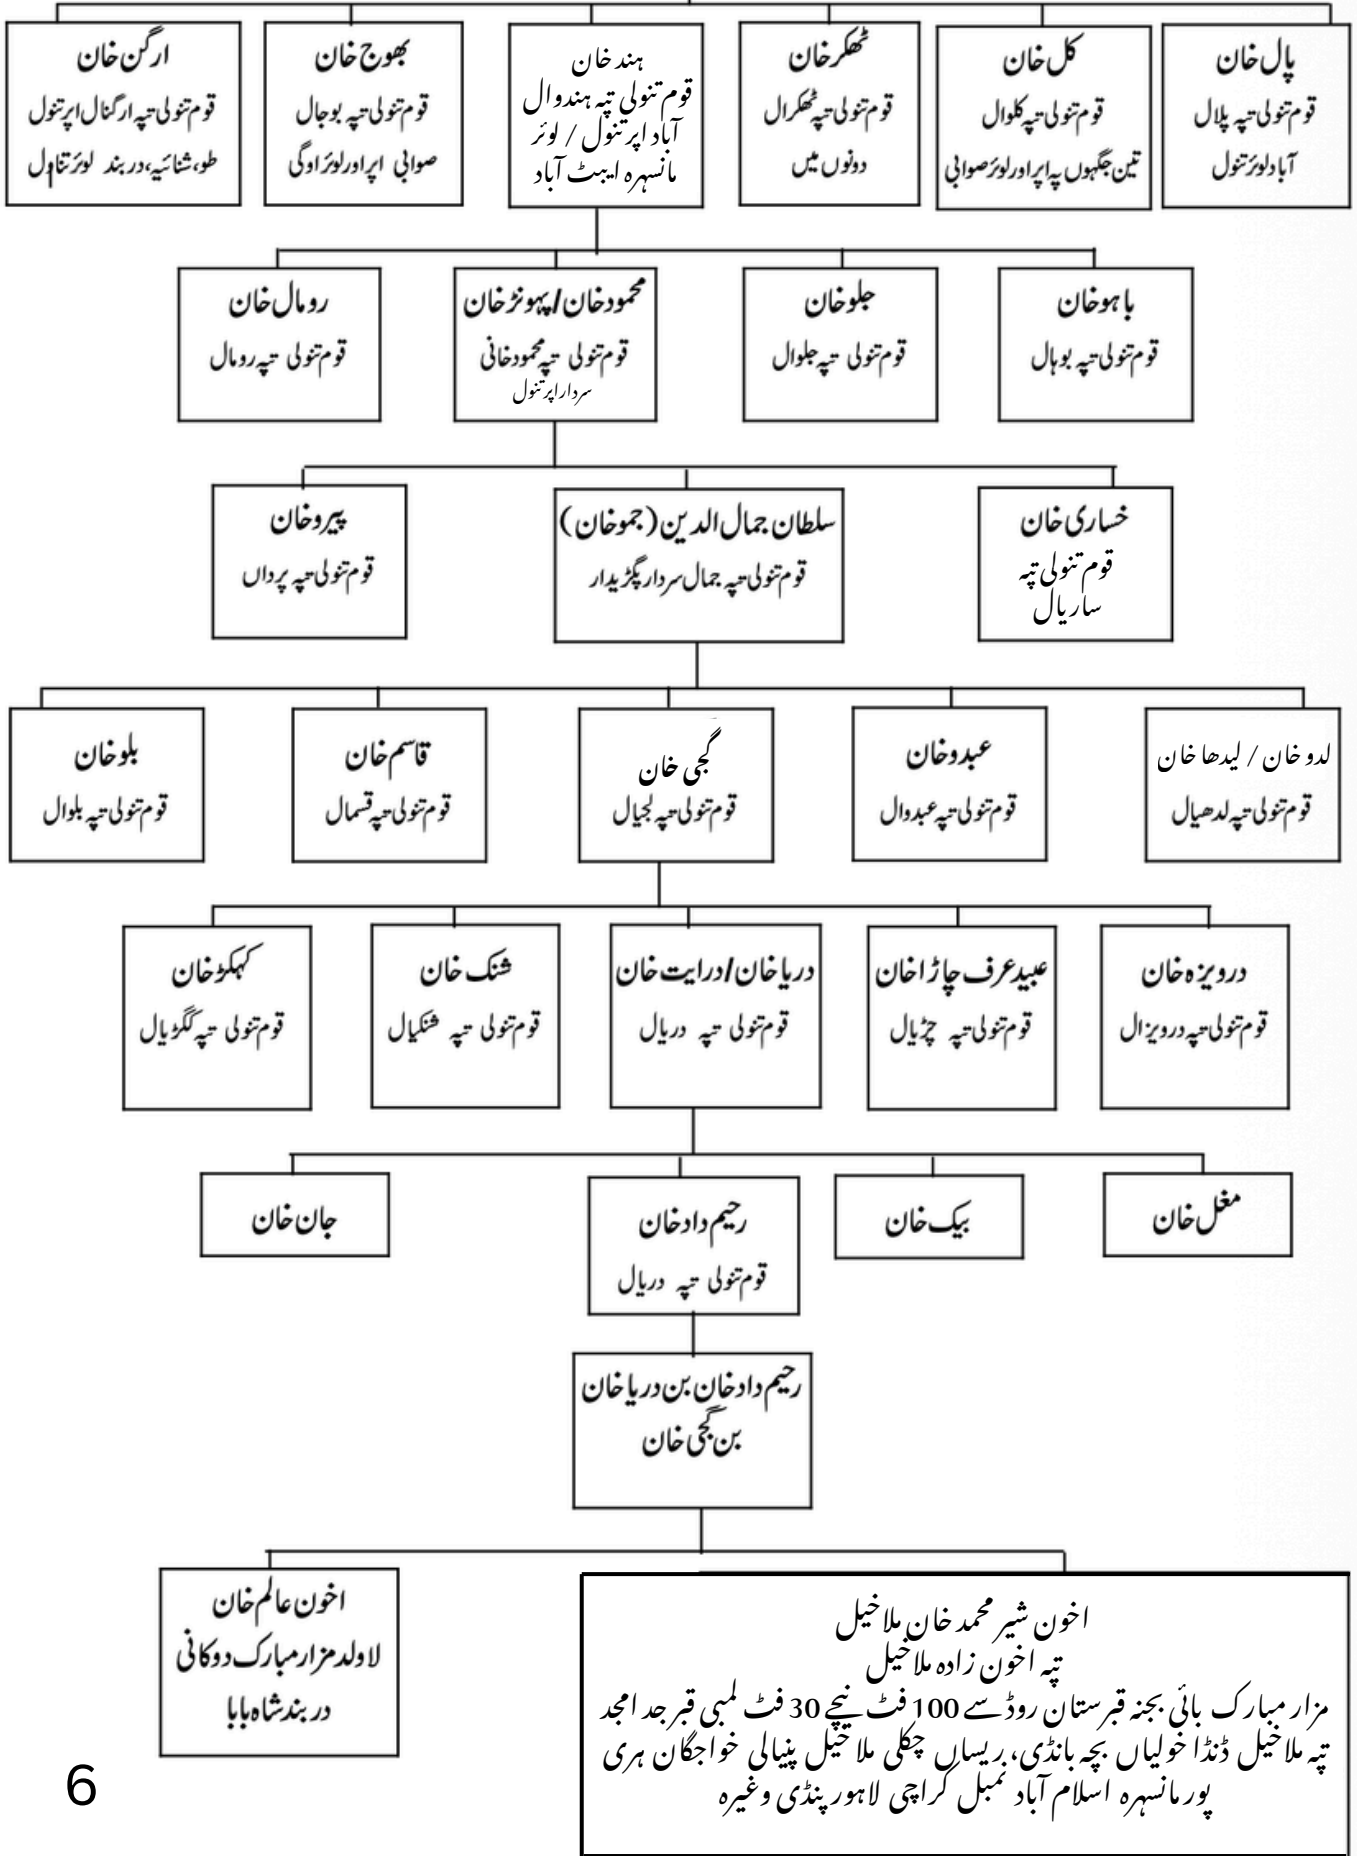 پال خان
قوم تنولی تپہ پلال
آباد لوئر تنول
کل خان
قوم تنولی تپہ کلوال
تین جگہوں پہ اپر اور لوئر صوابی
ٹھکر خان
قوم تنولی تپہ ٹھکرال
دونوں میں
ہند خان
قوم تنولی تپہ ہندوال
آباد اپر تنول / لوئر
مانسہرہ ایبٹ آباد
بھوج خان
قوم تنولی تپہ بوجال
صوابی اپر اور لوئر اوگی
ارگن خان
قوم تنولی تپہ ارگنال اپر تنول
طو، شنائیہ، در بند لوئر تناول
باہو خان
قوم تنولی تپہ بوہال
جلو خان
قوم تنولی تپہ جلوال
محمود خان/پہونڑ خان
قوم تنولی تپہ محمود خانی
سردار اپر تنول
رومال خان
قوم تنولی تپہ رومال
خساری خان
قوم تنولی تپہ
ساریال
سلطان جمال الدین (جمو خان)
قوم تنولی تپہ جمال سردار پگڑیدار
پیرو خان
قوم تنولی تپہ پرداں
لدو خان / لیدھا خان
قوم تنولی تپہ لدھیال
عبدو خان
قوم تنولی تپہ عبدوال
گجی خان
قوم تنولی تپہ لجیال
قاسم خان
قوم تنولی تپہ قسمال
بلو خان
قوم تنولی تپہ بلوال
درویزہ خان
قوم تنولی تپہ درویزال
عبید عرف چاڑا خان
قوم تنولی تپہ چڑیال
دریا خان/درایت خان
قوم تنولی تپہ دریال
شنک خان
قوم تنولی تپہ شنکیال
کہکڑ خان
قوم تنولی تپہ ککڑیال
مغل خان
بیک خان
رحیم داد خان
قوم تنولی تپہ دریال
جان خان
رحیم داد خان بن دریا خان
بن گجی خان
اخون شیر محمد خان ملا خیل
تپہ اخون زادہ ملا خیل
مزار مبارک بائی بجنہ قبرستان روڈ سے 100 فٹ نیچے 30 فٹ لمبی قبر جد امجد
تپہ ملا خیل ڈنڈا خولیاں بچہ بانڈی، ریساں چکلی ملا خیل پنیالی خواجگان ہری
پور مانسہرہ اسلام آباد نمبل کراچی لاہور پنڈی وغیرہ
اخون عالم خان
لاولد مزار مبارک دوکانی
دربند شاہ بابا
6